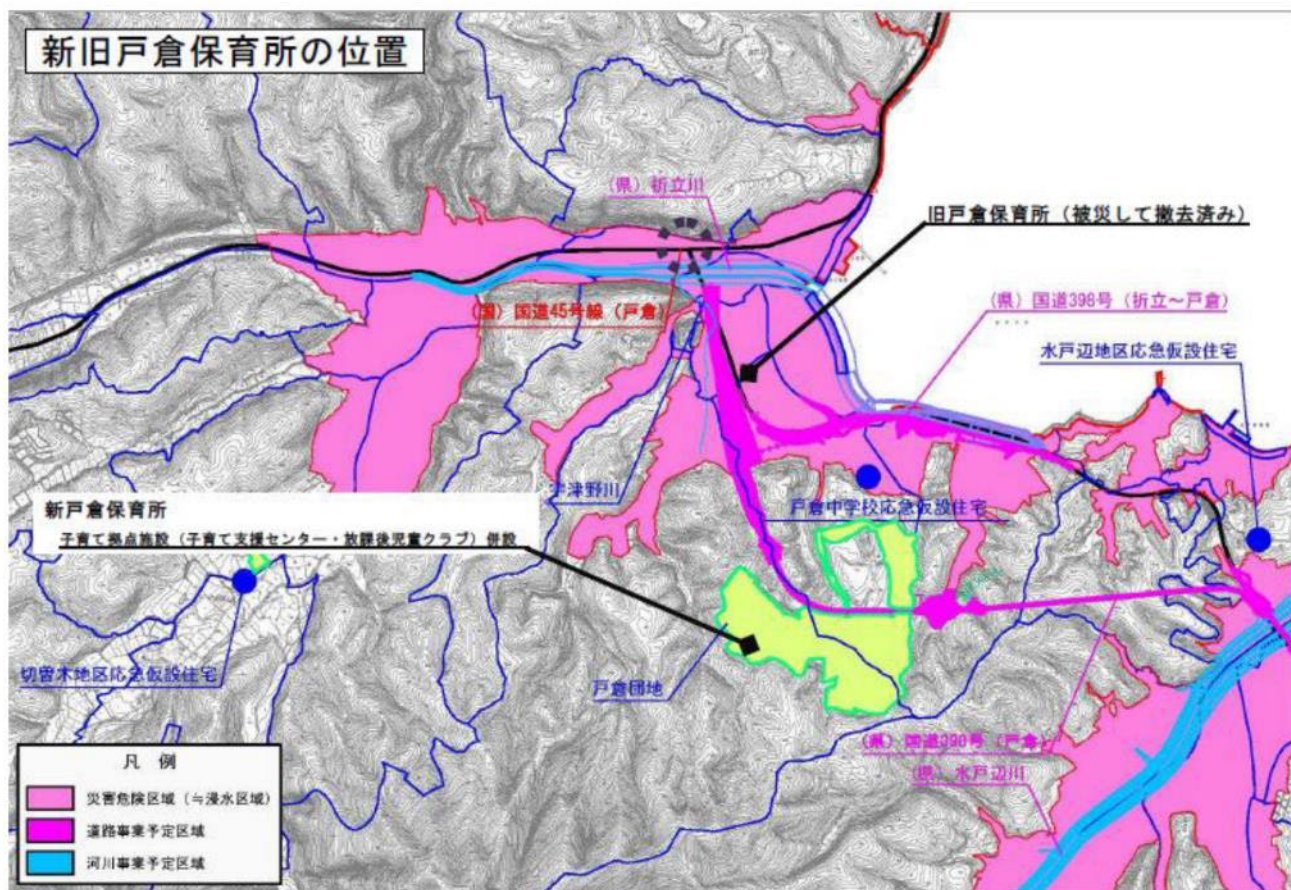 新旧戸倉保育所の位置
(県) 折立川
旧戸倉保育所（被災して撤去済み）
(国) 国道45号線（戸倉）
(県) 国道398号（折立～戸倉）
水戸辺地区応急仮設住宅
宇津野川
戸倉中学校応急仮設住宅
新戸倉保育所
子育て拠点施設（子育て支援センター・放課後児童クラブ）併設
切曽木地区応急仮設住宅
戸倉団地
(県) 国道398号（戸倉）
(県) 水戸辺川
凡 例
災害危険区域（≒浸水区域）
道路事業予定区域
河川事業予定区域